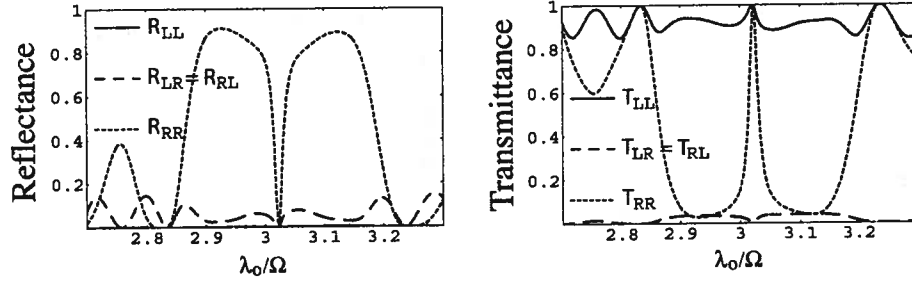 Reflectance
1
0.8
0.6
0.4
0.2
R_LL
R_LR = R_RL
R_RR
2.8 2.9 3 3.1 3.2
λ₀/Ω
Transmittance
1
0.8
0.6
0.4
0.2
T_LL
T_LR = T_RL
T_RR
2.8 2.9 3 3.1 3.2
λ₀/Ω